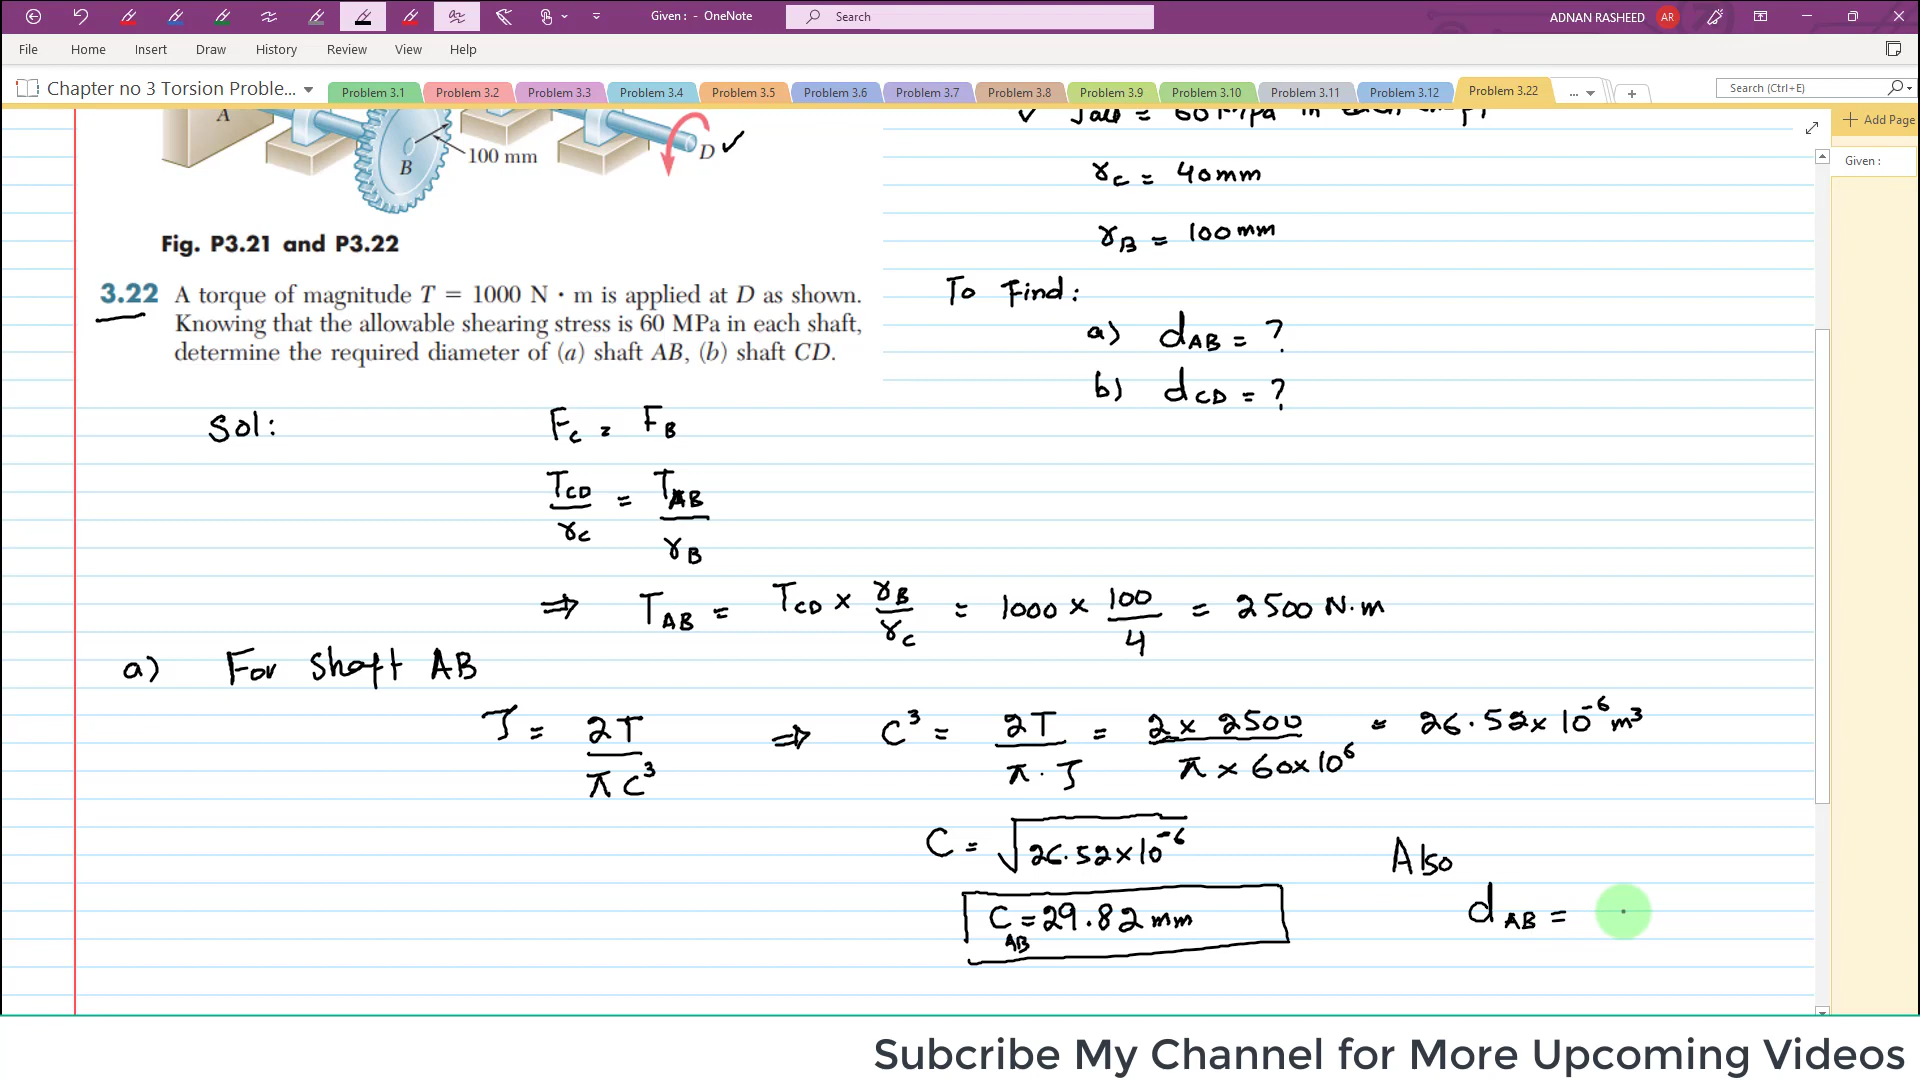 Given : - OneNote
Search
ADNAN RASHEED
AR
File Home Insert Draw History Review View Help
Chapter no 3 Torsion Proble...
Problem 3.1 Problem 3.2 Problem 3.3 Problem 3.4 Problem 3.5 Problem 3.6 Problem 3.7 Problem 3.8 Problem 3.9 Problem 3.10 Problem 3.11 Problem 3.12 Problem 3.22 ...
Search (Ctrl+E)
Add Page
Given :
A
B
100 mm
D
Fig. P3.21 and P3.22
3.22 A torque of magnitude T = 1000 N · m is applied at D as shown.
Knowing that the allowable shearing stress is 60 MPa in each shaft,
determine the required diameter of (a) shaft AB, (b) shaft CD.
r_C = 40mm
r_B = 100mm
To Find:
a) d_AB = ?
b) d_CD = ?
Sol: F_C = F_B
T_CD / r_C = T_AB / r_B
⇒ T_AB = T_CD × r_B / r_C = 1000 × 100 / 4 = 2500 N.m
a) For shaft AB
τ = 2T / πC³ ⇒ C³ = 2T / π . τ = 2 × 2500 / π × 60×10⁶ = 26.52×10⁻⁶ m³
C = √26.52×10⁻⁶
C_AB = 29.82 mm
Also
d_AB =
Subcribe My Channel for More Upcoming Videos